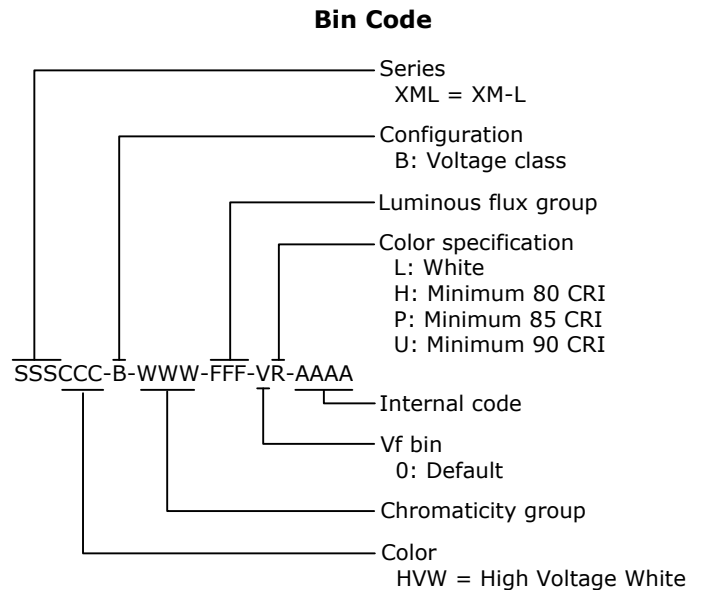 Bin Code
Series
XML = XM-L
Configuration
B: Voltage class
Luminous flux group
Color specification
L: White
H: Minimum 80 CRI
P: Minimum 85 CRI
U: Minimum 90 CRI
SSSCCC-B-WWW-FFF-VR-AAAA
Internal code
Vf bin
0: Default
Chromaticity group
Color
HVW = High Voltage White